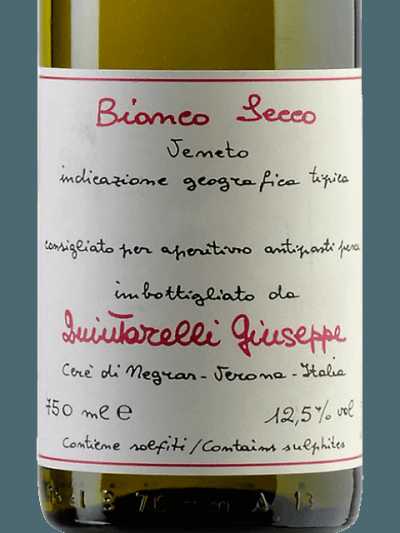 Bianco Secco
Veneto
indicazione geografica tipica
consigliato per aperitivo antipasti pesce
imbottigliato da
Quintarelli Giuseppe
Cerè di Negrar - Verona - Italia
750 ml e 12,5% vol
Contiene solfiti / Contains sulphites